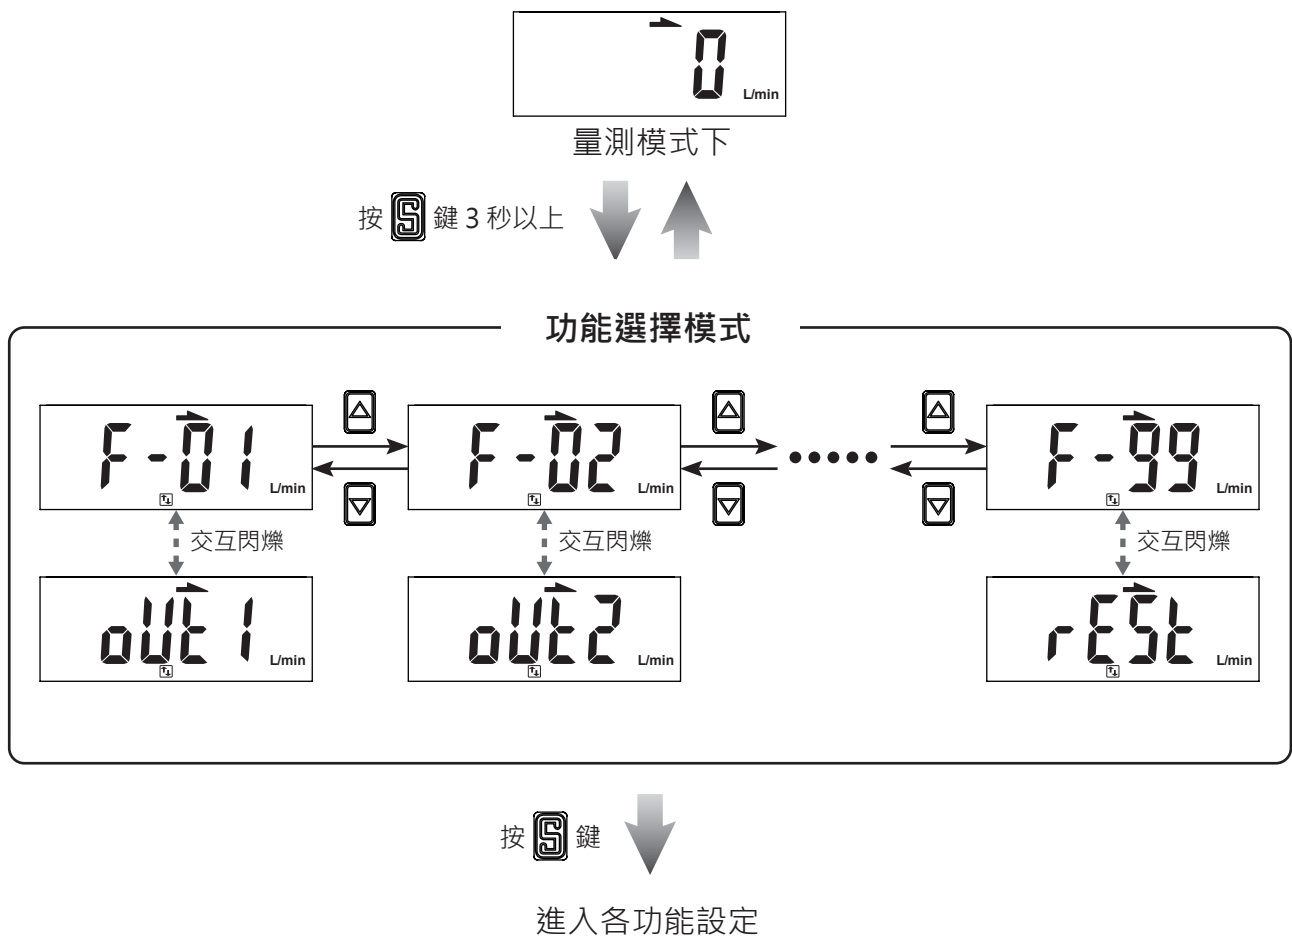 0
L/min
量測模式下
按 S 鍵 3 秒以上
功能選擇模式
F-01 L/min
F-02 L/min
F-99 L/min
交互閃爍
交互閃爍
交互閃爍
oUt1 L/min
oUt2 L/min
rESt L/min
按 S 鍵
進入各功能設定